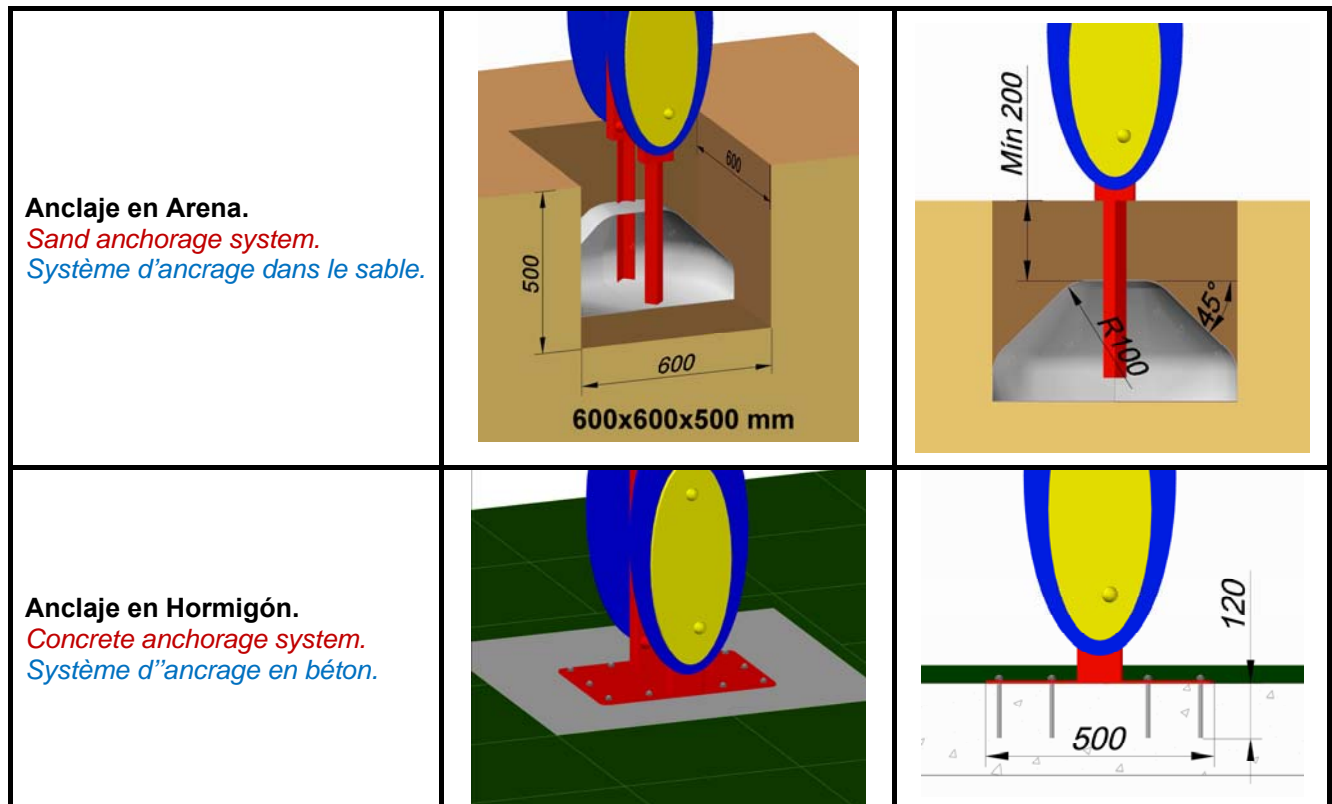 Anclaje en Arena.
Sand anchorage system.
Système d'ancrage dans le sable.
500
600
600
600x600x500 mm
Mín 200
R100
45°
Anclaje en Hormigón.
Concrete anchorage system.
Système d''ancrage en béton.
120
500